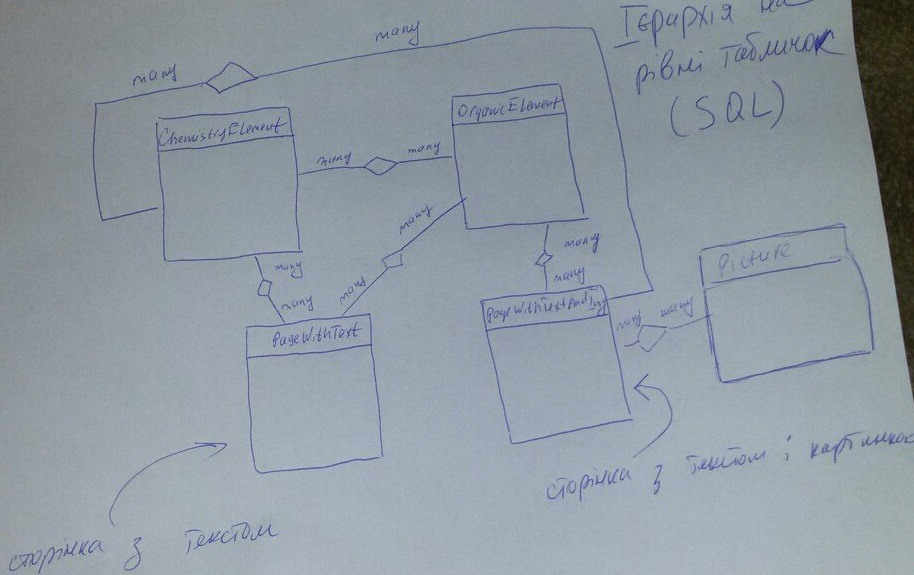 Ієрархія на
рівні табличок
(SQL)
many
many
ChemistryElement
OrganicElement
many
many
many
many
many
many
many
many
PageWithText
PageWithTextAndImg
many
many
Picture
сторінка з текстом і картинкою
сторінка з текстом